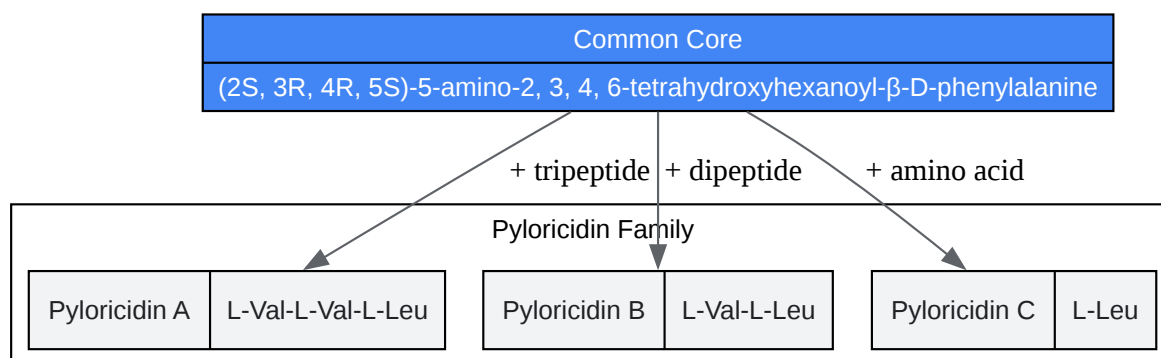 Common Core
(2S, 3R, 4R, 5S)-5-amino-2, 3, 4, 6-tetrahydroxyhexanoyl-β-D-phenylalanine
+ tripeptide
+ dipeptide
+ amino acid
Pyloricidin Family
Pyloricidin A
L-Val-L-Val-L-Leu
Pyloricidin B
L-Val-L-Leu
Pyloricidin C
L-Leu